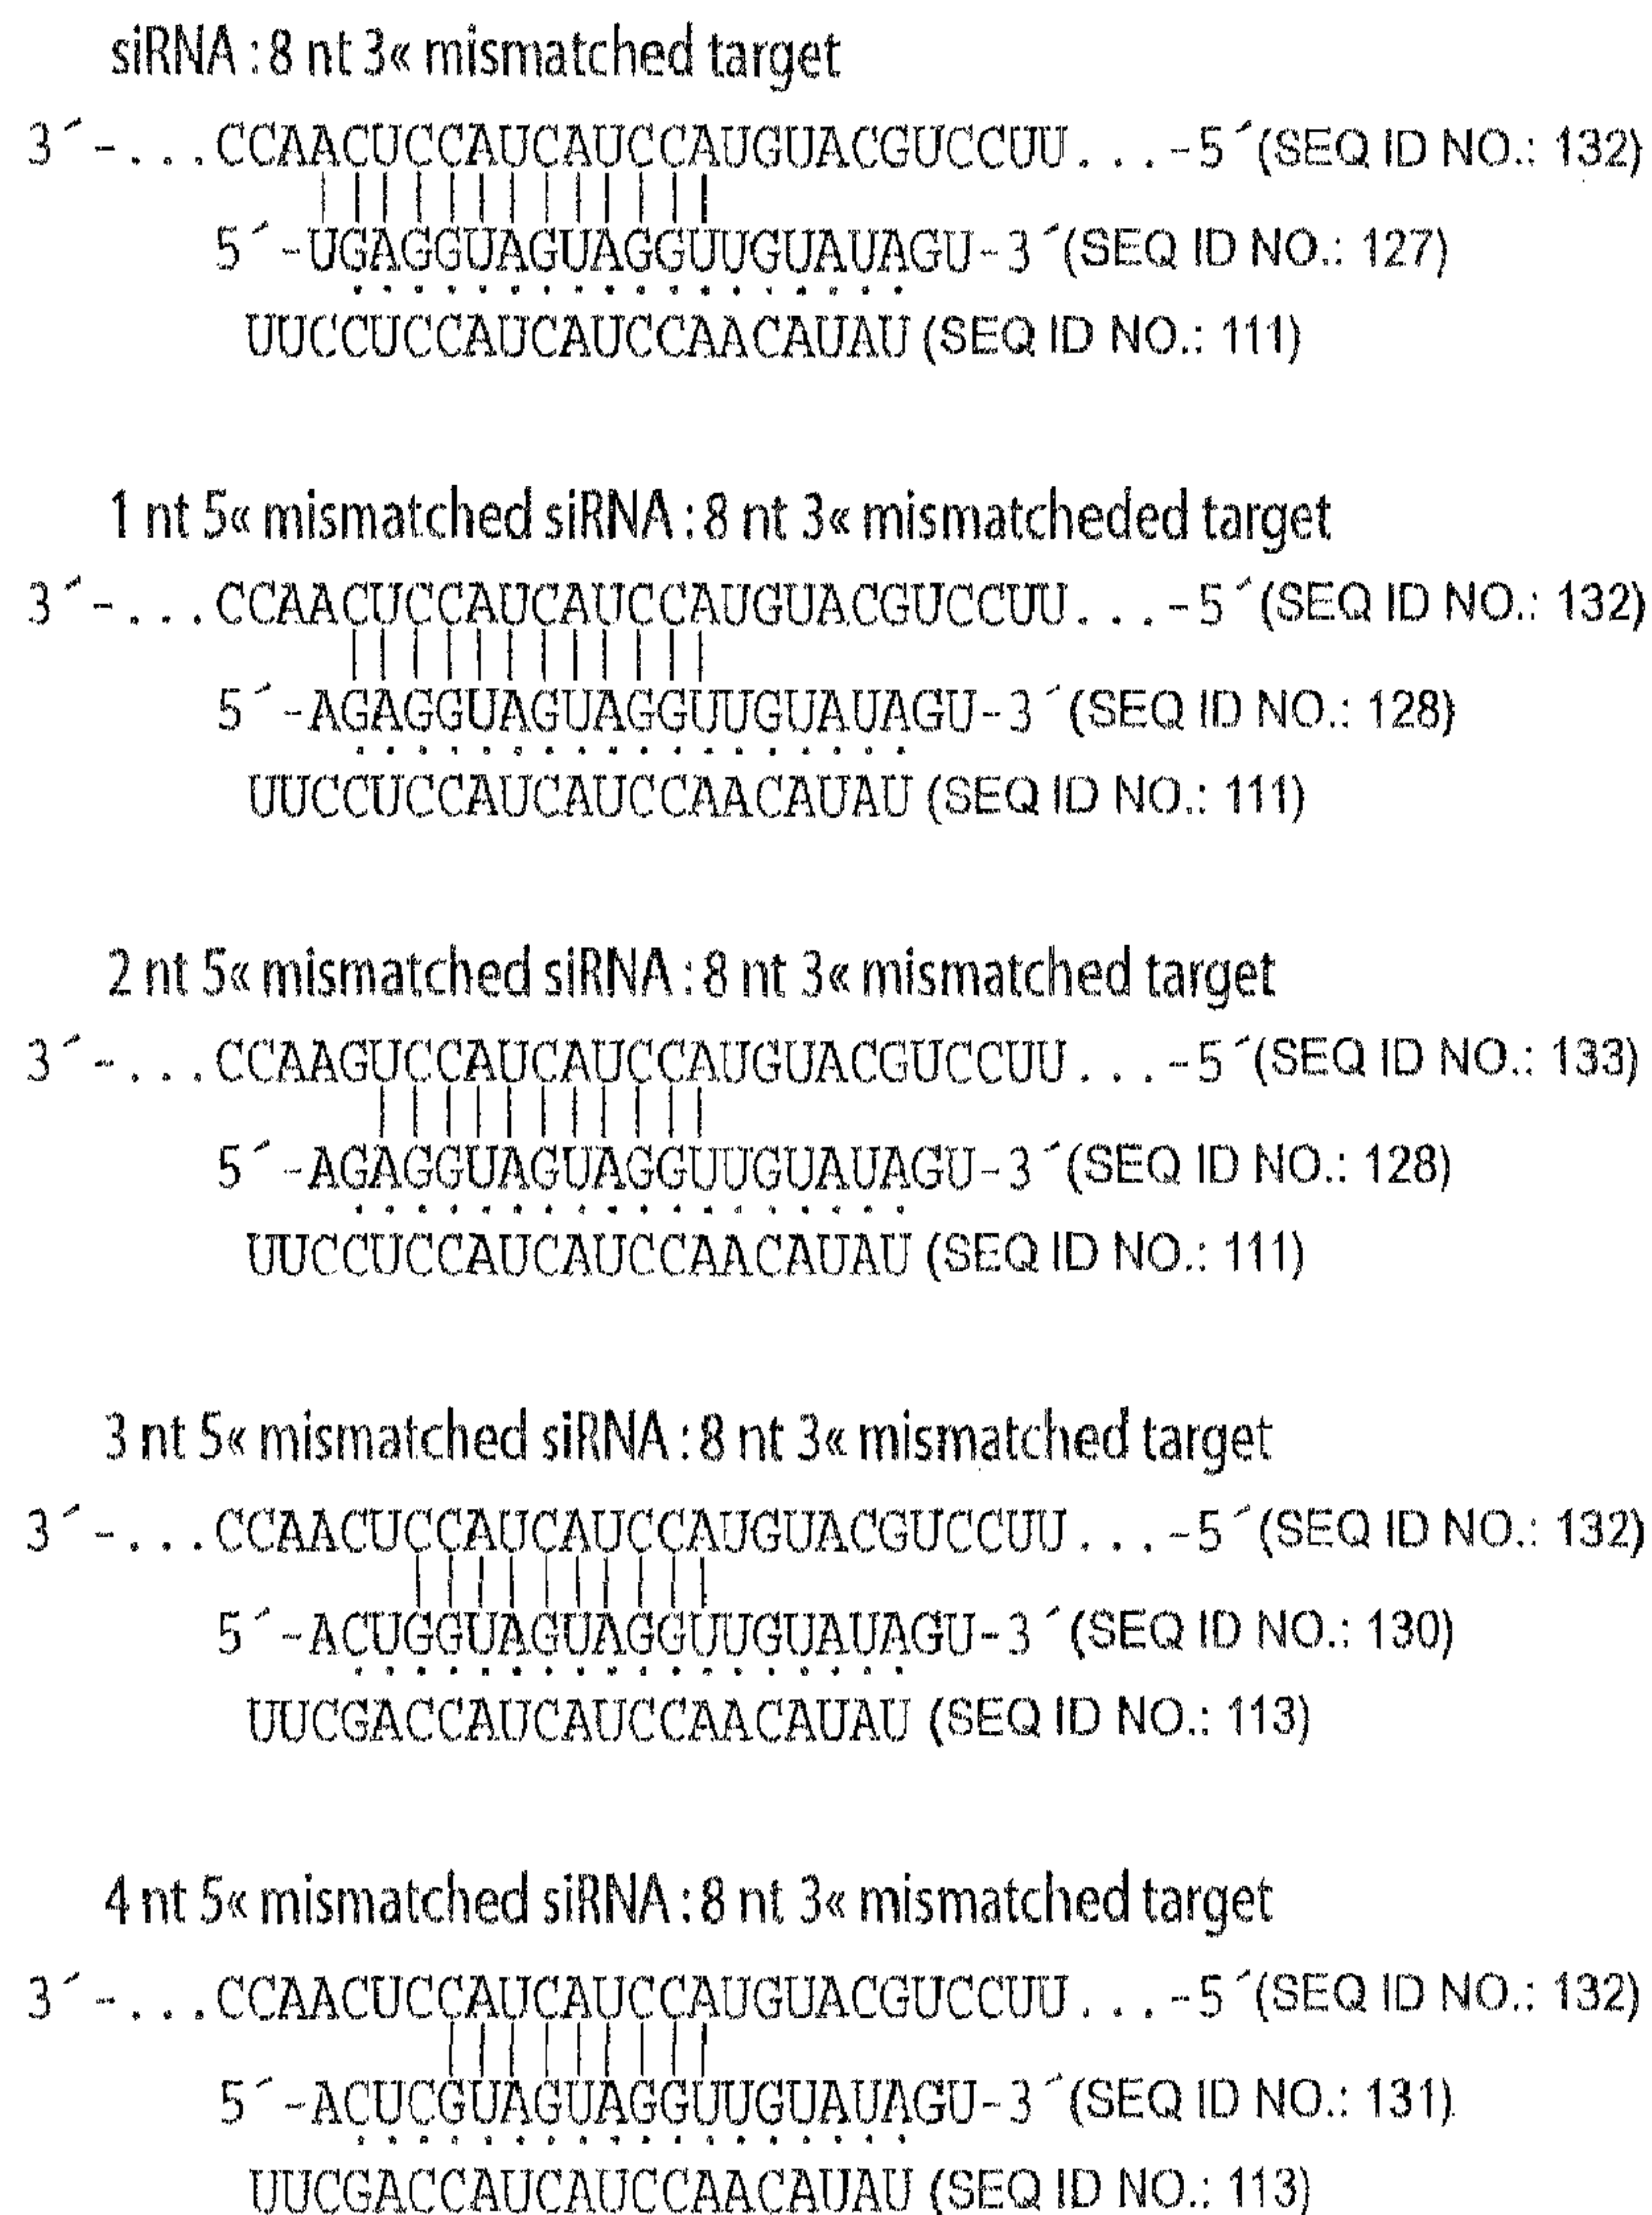 siRNA : 8 nt 3« mismatched target
3´-...CCAACUCCAUCAUCCAUGUACGUCCUU...-5´(SEQ ID NO.: 132)
5´-UGAGGUAGUAGGUUGUAUAGU-3´(SEQ ID NO.: 127)
UUCCUCCAUCAUCCAACAUAU (SEQ ID NO.: 111)
1 nt 5« mismatched siRNA : 8 nt 3« mismatcheded target
3´-...CCAACUCCAUCAUCCAUGUACGUCCUU...-5´(SEQ ID NO.: 132)
5´-AGAGGUAGUAGGUUGUAUAGU-3´(SEQ ID NO.: 128)
UUCCUCCAUCAUCCAACAUAU (SEQ ID NO.: 111)
2 nt 5« mismatched siRNA : 8 nt 3« mismatched target
3´-...CCAAGUCCAUCAUCCAUGUACGUCCUU...-5´(SEQ ID NO.: 133)
5´-AGAGGUAGUAGGUUGUAUAGU-3´(SEQ ID NO.: 128)
UUCCUCCAUCAUCCAACAUAU (SEQ ID NO.: 111)
3 nt 5« mismatched siRNA : 8 nt 3« mismatched target
3´-...CCAACUCCAUCAUCCAUGUACGUCCUU...-5´(SEQ ID NO.: 132)
5´-ACUGGUAGUAGGUUGUAUAGU-3´(SEQ ID NO.: 130)
UUCGACCAUCAUCCAACAUAU (SEQ ID NO.: 113)
4 nt 5« mismatched siRNA : 8 nt 3« mismatched target
3´-...CCAACUCCAUCAUCCAUGUACGUCCUU...-5´(SEQ ID NO.: 132)
5´-ACUCGUAGUAGGUUGUAUAGU-3´(SEQ ID NO.: 131)
UUCGACCAUCAUCCAACAUAU (SEQ ID NO.: 113)